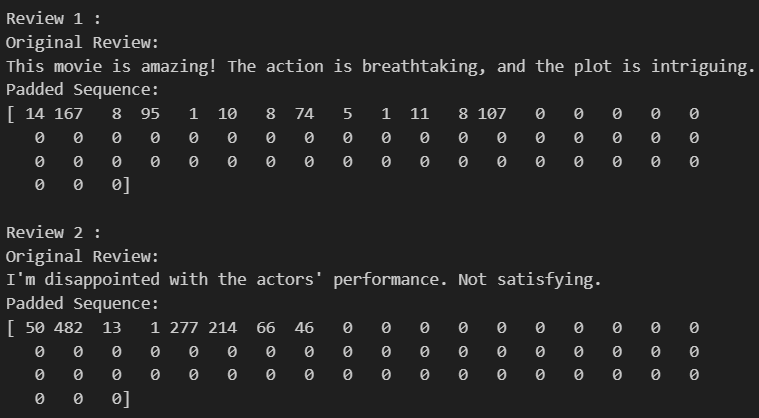 Review 1 :
Original Review:
This movie is amazing! The action is breathtaking, and the plot is intriguing.
Padded Sequence:
[ 14 167   8  95   1  10   8  74   5   1  11   8 107   0   0   0   0   0
   0   0   0   0   0   0   0   0   0   0   0   0   0   0   0   0   0   0
   0   0   0   0   0   0   0   0   0   0   0   0   0   0   0   0   0   0
   0   0   0]

Review 2 :
Original Review:
I'm disappointed with the actors' performance. Not satisfying.
Padded Sequence:
[ 50 482  13   1 277 214  66  46   0   0   0   0   0   0   0   0   0   0
   0   0   0   0   0   0   0   0   0   0   0   0   0   0   0   0   0   0
   0   0   0   0   0   0   0   0   0   0   0   0   0   0   0   0   0   0
   0   0   0]